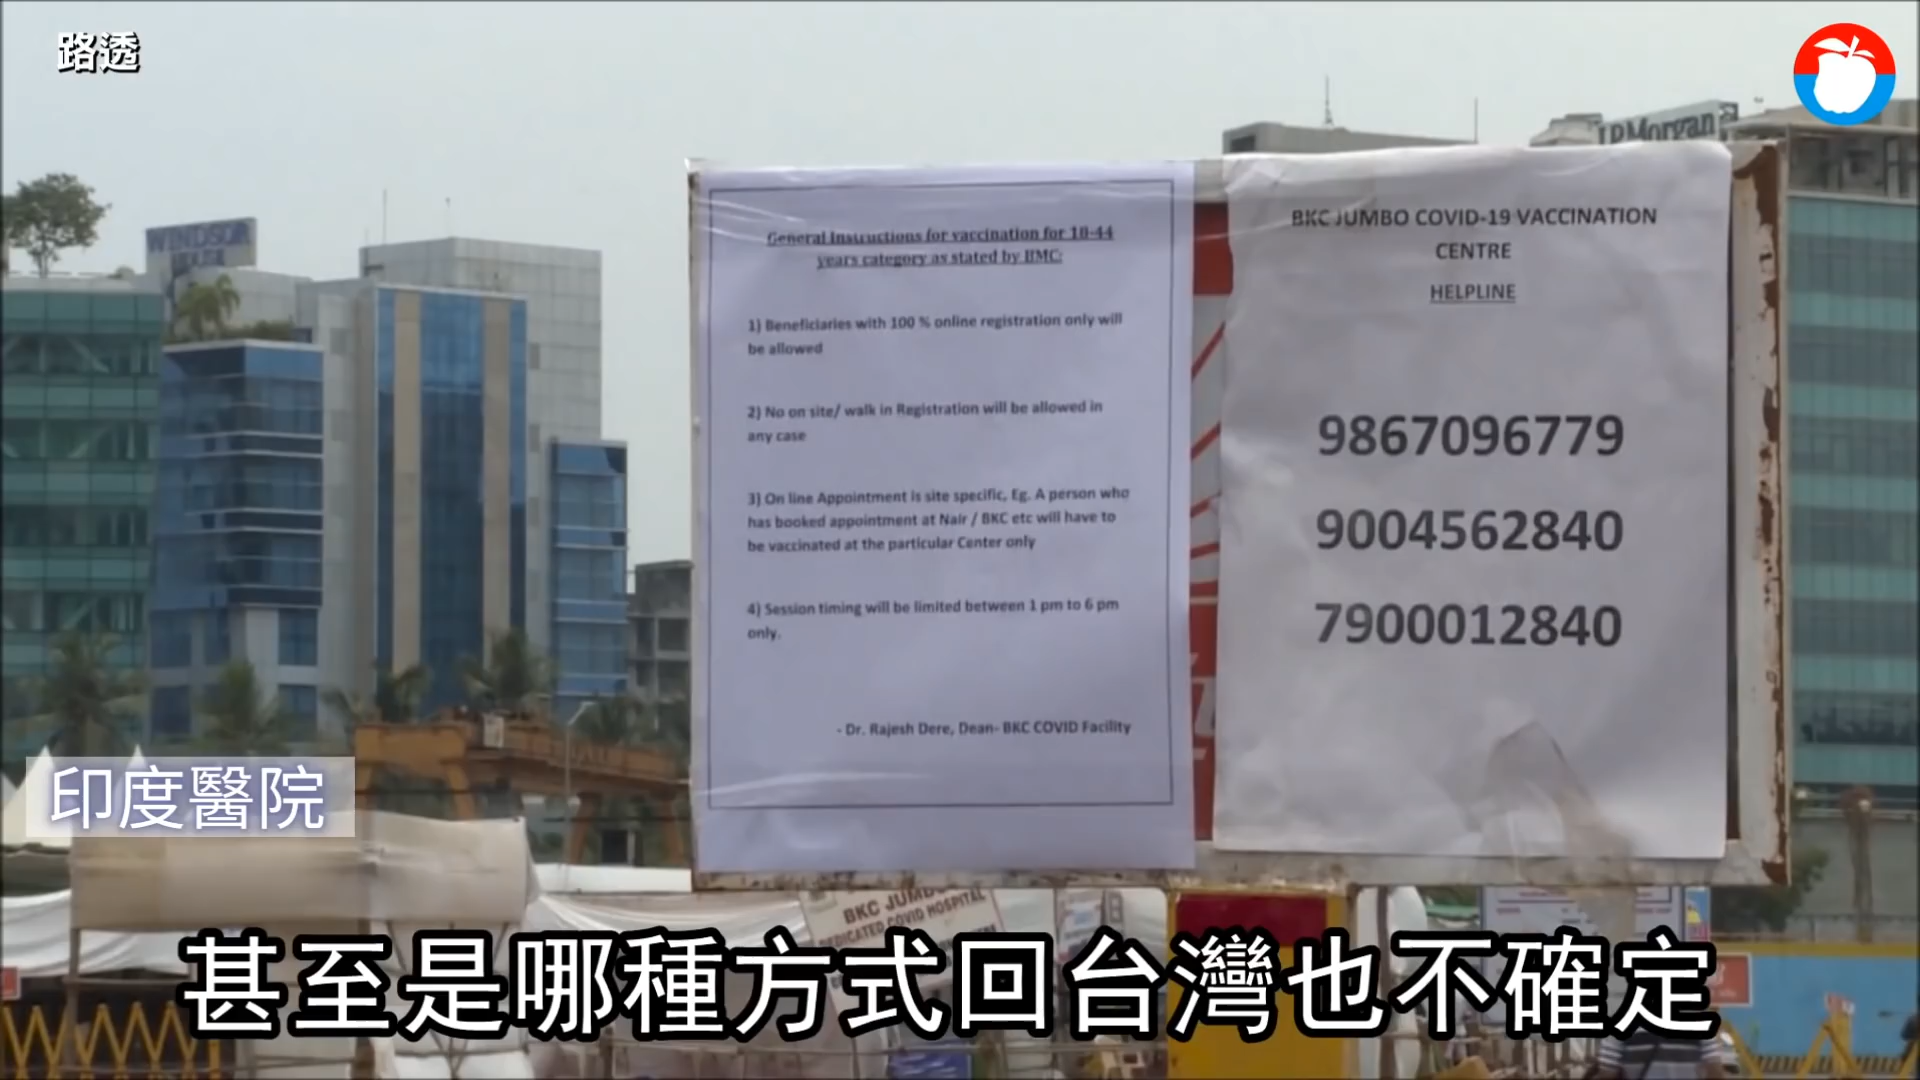 路透
J.P.Morgan
WINDSOR
General Instructions for vaccination for 18-44
years category as stated by BMC:
1) Beneficiaries with 100 % online registration only will
be allowed
2) No on site/ walk in Registration will be allowed in
any case
3) On line Appointment is site specific, Eg. A person who
has booked appointment at Nair / BKC etc will have to
be vaccinated at the particular Center only
4) Session timing will be limited between 1 pm to 6 pm
only.
- Dr. Rajesh Dere, Dean- BKC COVID Facility
BKC JUMBO COVID-19 VACCINATION
CENTRE
HELPLINE
9867096779
9004562840
7900012840
印度醫院
BKC JUMBO
DEDICATED COVID HOSPITAL
甚至是哪種方式回台灣也不確定